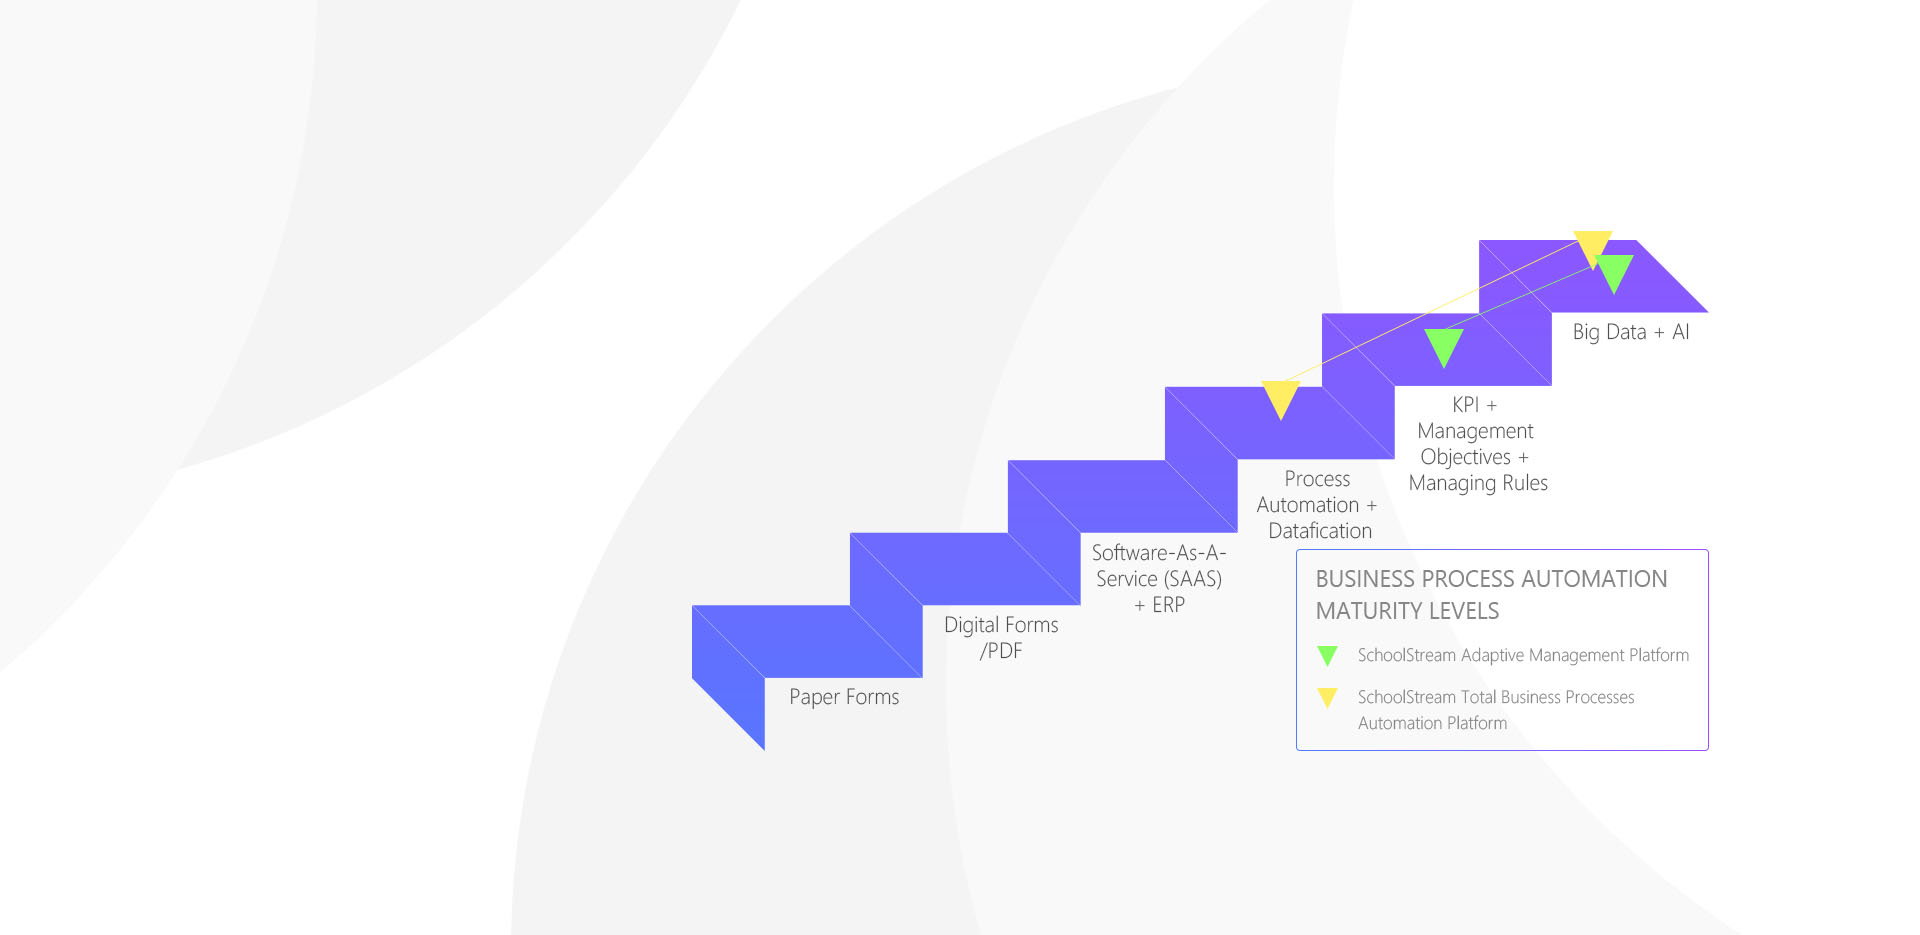 Big Data + AI
KPI +
Management
Objectives +
Managing Rules
Process
Automation +
Datafication
Software-As-A-
Service (SAAS)
+ ERP
Digital Forms
/PDF
Paper Forms
BUSINESS PROCESS AUTOMATION
MATURITY LEVELS
SchoolStream Adaptive Management Platform
SchoolStream Total Business Processes
Automation Platform